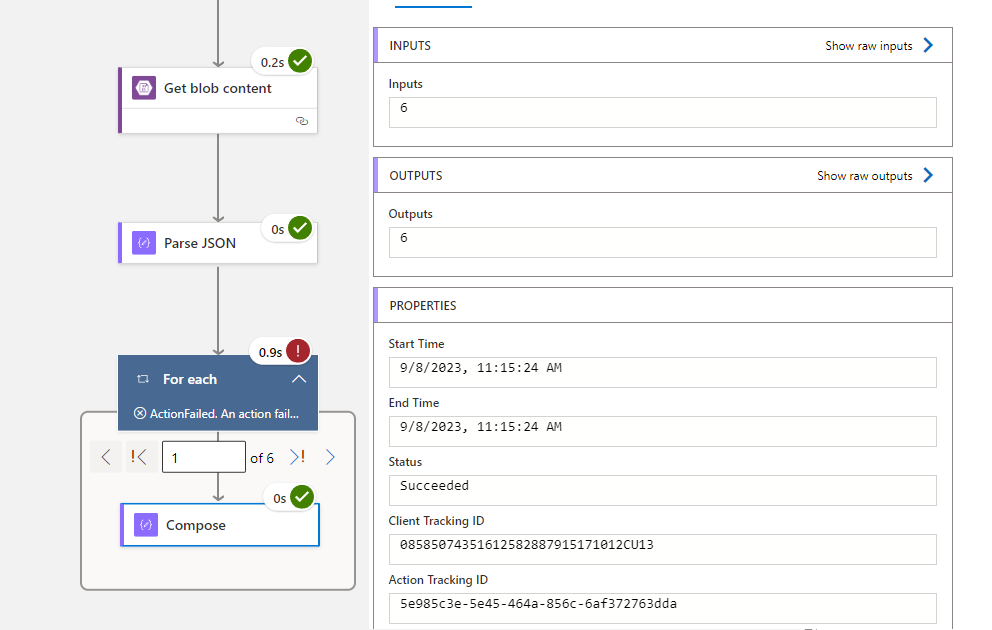 0.2s
Get blob content
0s
Parse JSON
0.9s
For each
ActionFailed. An action fail...
1 of 6
0s
Compose
INPUTS Show raw inputs
Inputs
6
OUTPUTS Show raw outputs
Outputs
6
PROPERTIES
Start Time
9/8/2023, 11:15:24 AM
End Time
9/8/2023, 11:15:24 AM
Status
Succeeded
Client Tracking ID
08585074351612582887915171012CU13
Action Tracking ID
5e985c3e-5e45-464a-856c-6af372763dda